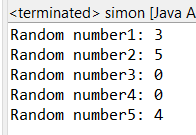 <terminated> simon [Java A
Random number1: 3
Random number2: 5
Random number3: 0
Random number4: 0
Random number5: 4